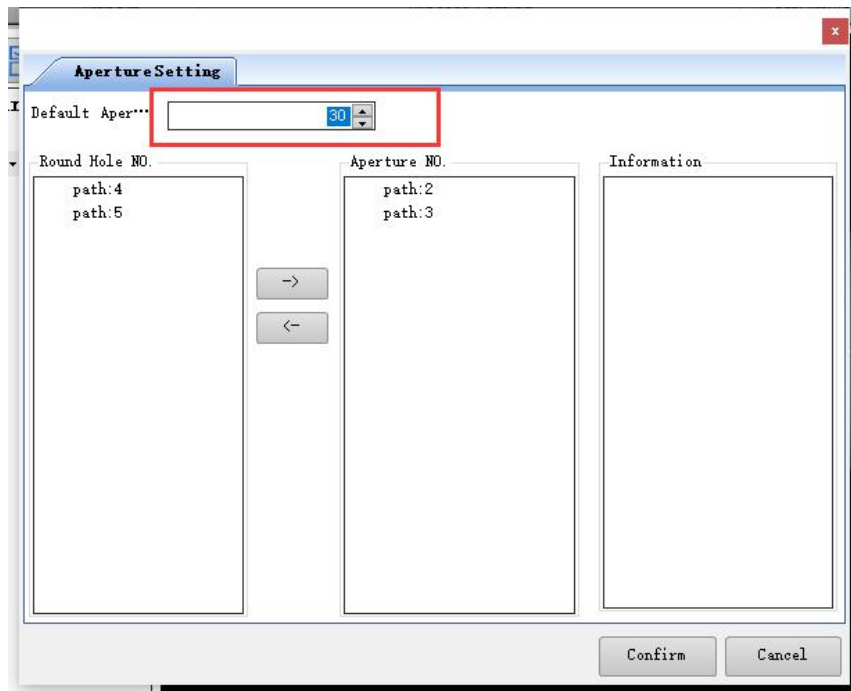 x
ApertureSetting
Default Aper…
30
Round Hole NO.
path:4
path:5
->
<-
Aperture NO.
path:2
path:3
Information
Confirm
Cancel